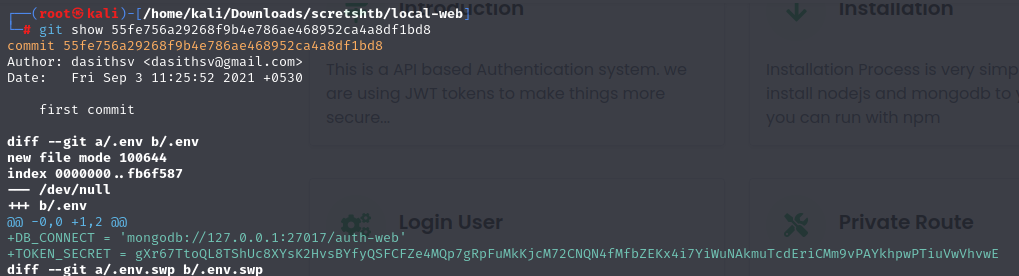 ┌──(root㉿kali)-[/home/kali/Downloads/scretshtb/local-web]
└─# git show 55fe756a29268f9b4e786ae468952ca4a8df1bd8
commit 55fe756a29268f9b4e786ae468952ca4a8df1bd8
Author: dasithsv <dasithsv@gmail.com>
Date:   Fri Sep 3 11:25:52 2021 +0530
first commit
diff --git a/.env b/.env
new file mode 100644
index 0000000..fb6f587
--- /dev/null
+++ b/.env
@@ -0,0 +1,2 @@
+DB_CONNECT = 'mongodb://127.0.0.1:27017/auth-web'
+TOKEN_SECRET = gXr67TtoQL8TShUc8XYsK2HvsBYfyQSFCFZe4MQp7gRpFuMkKjcM72CNQN4fMfbZEKx4i7YiWuNAkmuTcdEriCMm9vPAYkhpwPTiuVwVhvwE
diff --git a/.env.swp b/.env.swp
Introduction
This is a API based Authentication system. we
are using JWT tokens to make things more
secure...
Installation
Installation Process is very simp
install nodejs and mongodb to
you can run with npm
Login User
Private Route